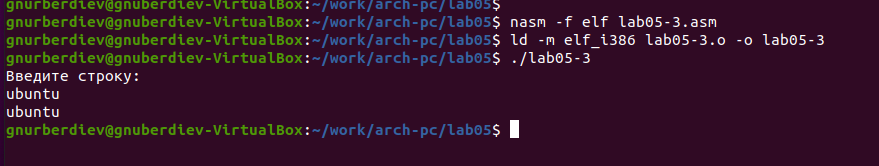 gnurberdiev@gnuberdiev-VirtualBox:~/work/arch-pc/lab05$
gnurberdiev@gnuberdiev-VirtualBox:~/work/arch-pc/lab05$ nasm -f elf lab05-3.asm
gnurberdiev@gnuberdiev-VirtualBox:~/work/arch-pc/lab05$ ld -m elf_i386 lab05-3.o -o lab05-3
gnurberdiev@gnuberdiev-VirtualBox:~/work/arch-pc/lab05$ ./lab05-3
Введите строку:
ubuntu
ubuntu
gnurberdiev@gnuberdiev-VirtualBox:~/work/arch-pc/lab05$